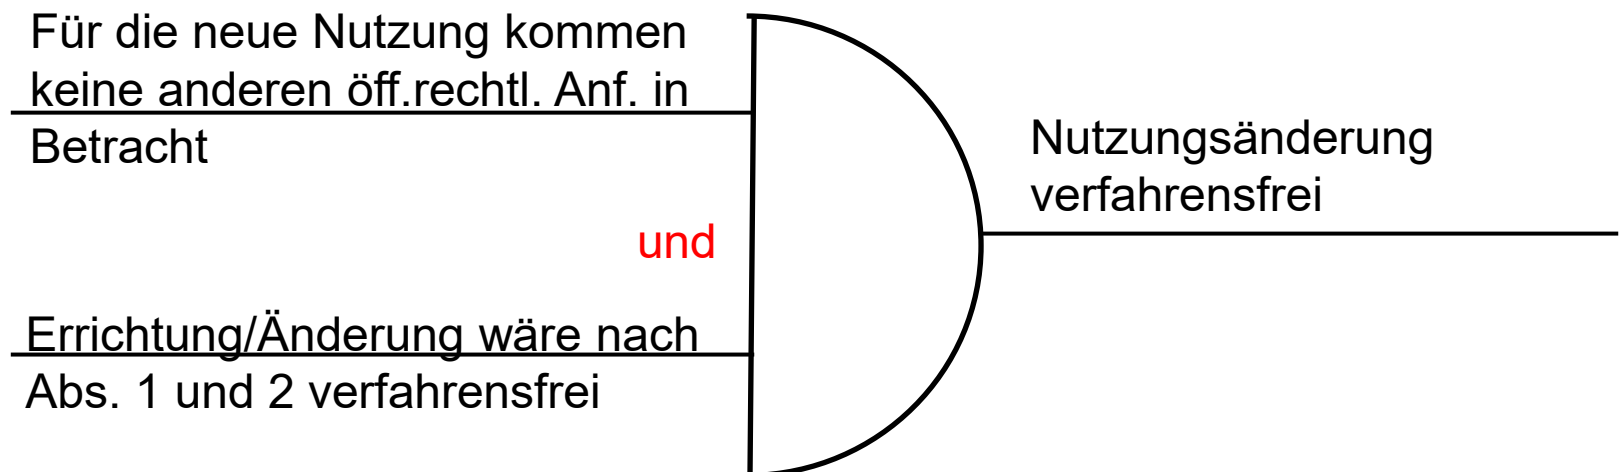 Für die neue Nutzung kommen
keine anderen öff.rechtl. Anf. in
Betracht
und
Errichtung/Änderung wäre nach
Abs. 1 und 2 verfahrensfrei
Nutzungsänderung
verfahrensfrei